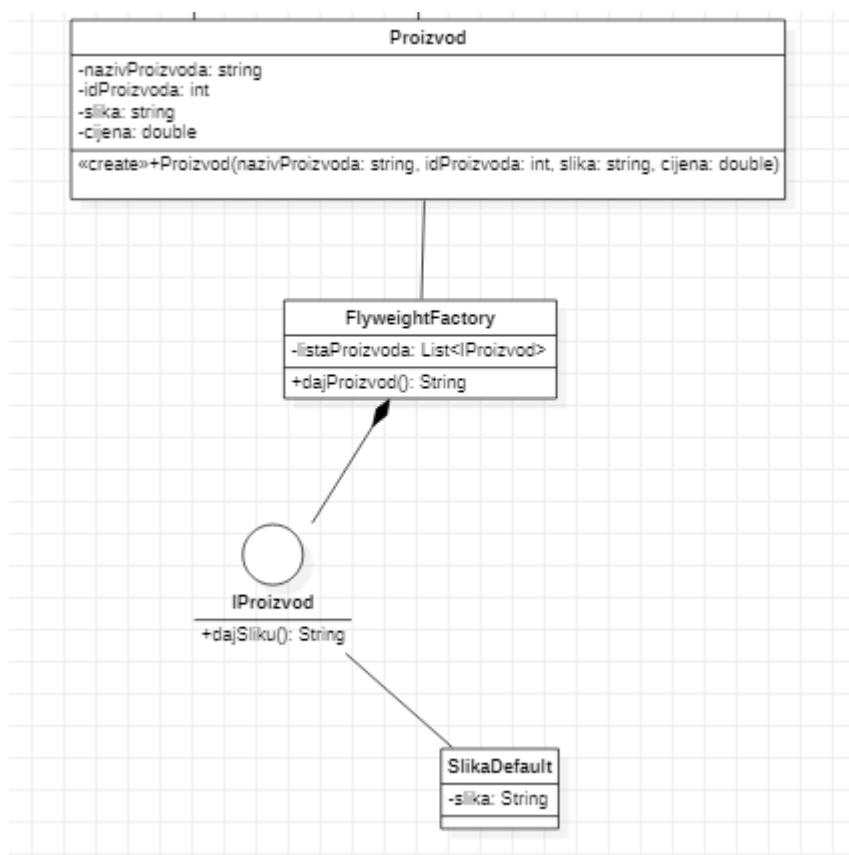 Proizvod
-nazivProizvoda: string
-idProizvoda: int
-slika: string
-cijena: double
«create»+Proizvod(nazivProizvoda: string, idProizvoda: int, slika: string, cijena: double)
FlyweightFactory
-listaProizvoda: List<IProizvod>
+dajProizvod(): String
IProizvod
+dajSliku(): String
SlikaDefault
-slika: String